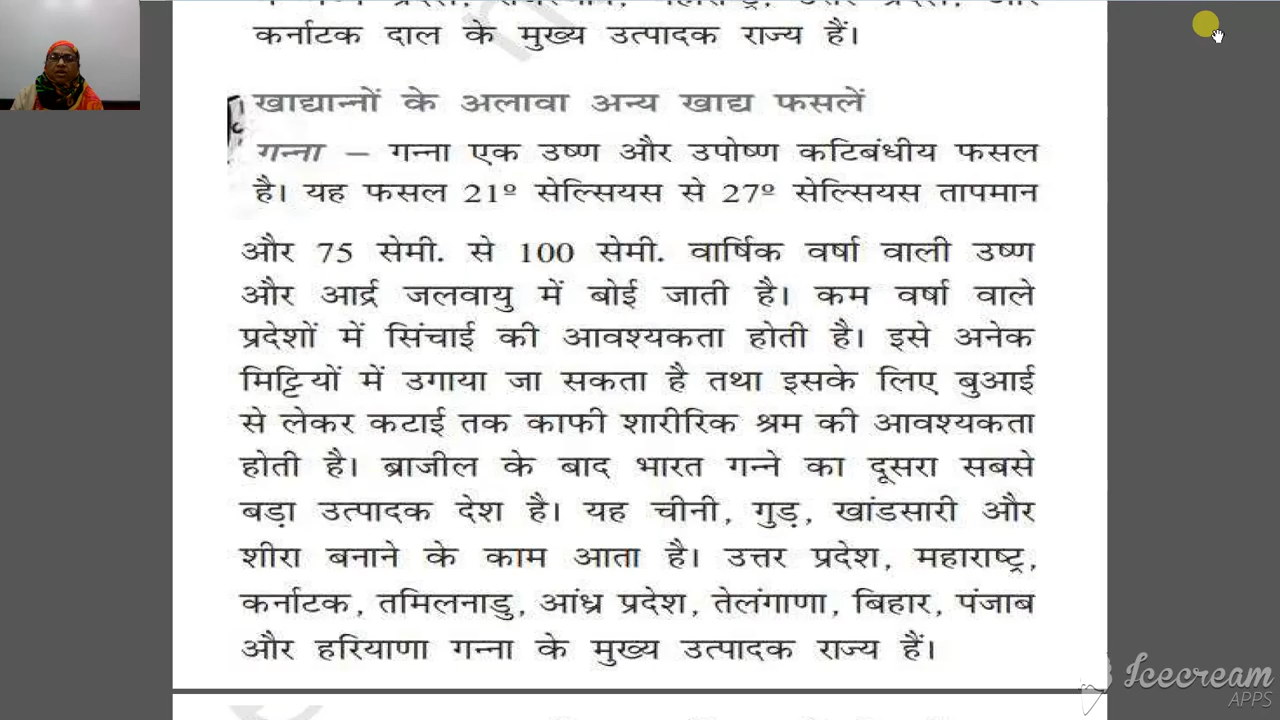 कर्नाटक दाल के मुख्य उत्पादक राज्य हैं।
खाद्यान्नों के अलावा अन्य खाद्य फसलें
गन्ना – गन्ना एक उष्ण और उपोष्ण कटिबंधीय फसल
है। यह फसल 21º सेल्सियस से 27º सेल्सियस तापमान
और 75 सेमी. से 100 सेमी. वार्षिक वर्षा वाली उष्ण
और आर्द्र जलवायु में बोई जाती है। कम वर्षा वाले
प्रदेशों में सिंचाई की आवश्यकता होती है। इसे अनेक
मिट्टियों में उगाया जा सकता है तथा इसके लिए बुआई
से लेकर कटाई तक काफी शारीरिक श्रम की आवश्यकता
होती है। ब्राजील के बाद भारत गन्ने का दूसरा सबसे
बड़ा उत्पादक देश है। यह चीनी, गुड़, खांडसारी और
शीरा बनाने के काम आता है। उत्तर प्रदेश, महाराष्ट्र,
कर्नाटक, तमिलनाडु, आंध्र प्रदेश, तेलंगाणा, बिहार, पंजाब
और हरियाणा गन्ना के मुख्य उत्पादक राज्य हैं।
Icecream
APPS